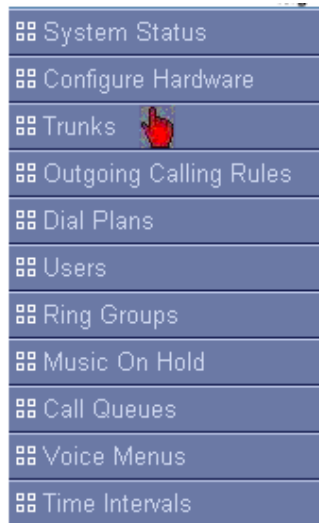 System Status
Configure Hardware
Trunks
Outgoing Calling Rules
Dial Plans
Users
Ring Groups
Music On Hold
Call Queues
Voice Menus
Time Intervals